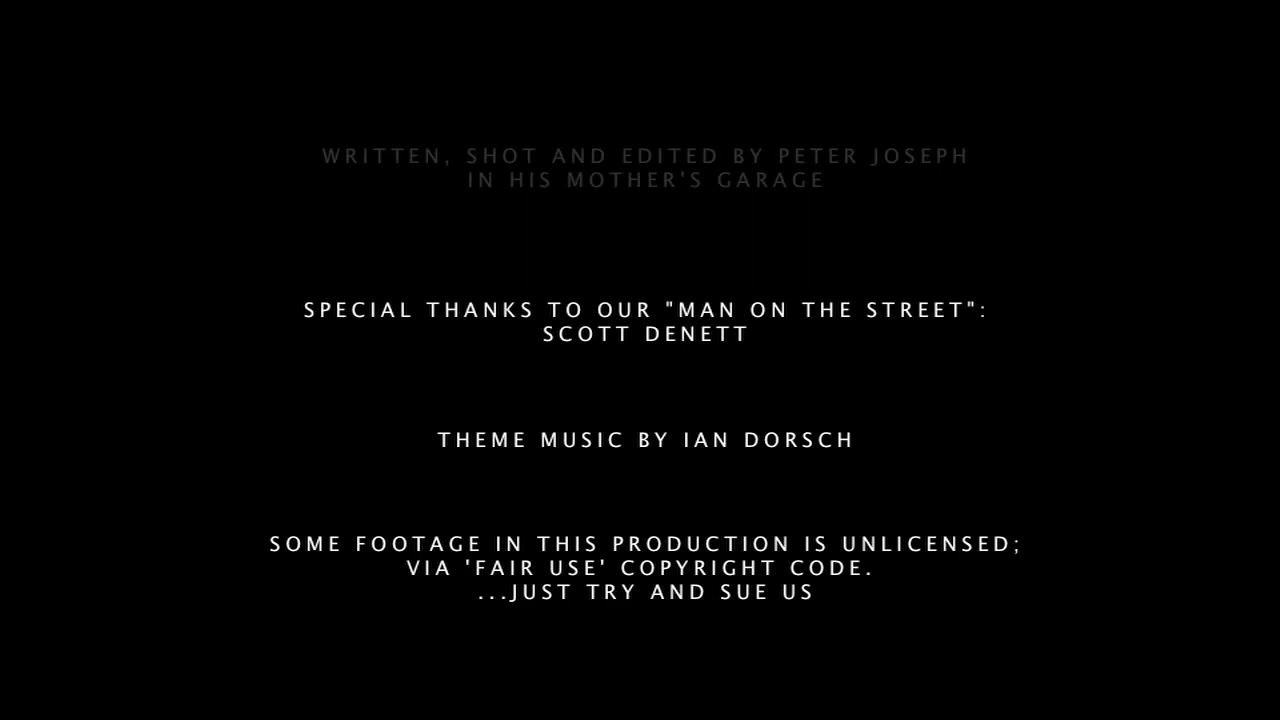 WRITTEN, SHOT AND EDITED BY PETER JOSEPH
IN HIS MOTHER'S GARAGE
SPECIAL THANKS TO OUR "MAN ON THE STREET":
SCOTT DENETT
THEME MUSIC BY IAN DORSCH
SOME FOOTAGE IN THIS PRODUCTION IS UNLICENSED;
VIA 'FAIR USE' COPYRIGHT CODE.
...JUST TRY AND SUE US